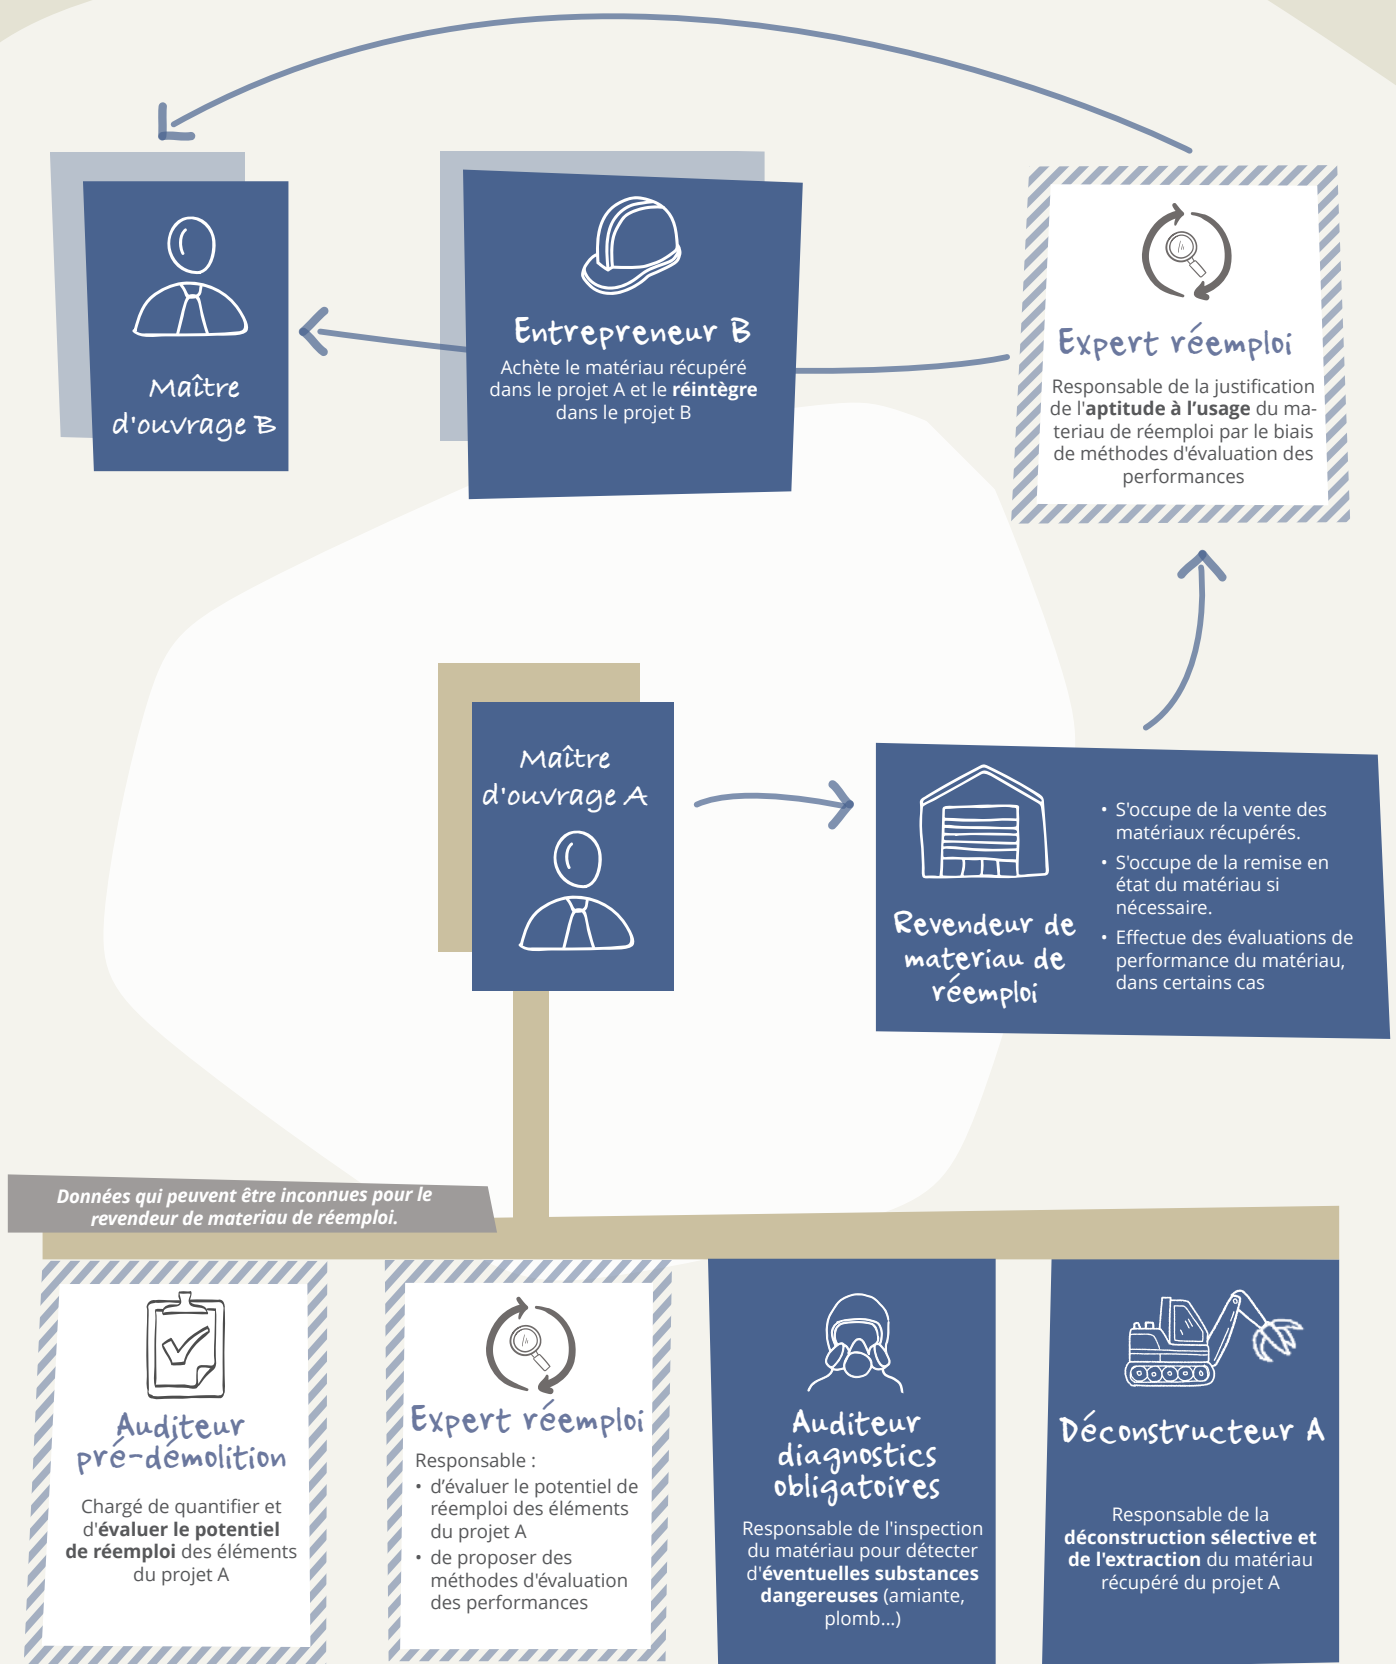 Maître
d'ouvrage B
Entrepreneur B
Achète le matériau récupéré
dans le projet A et le réintègre
dans le projet B
Expert réemploi
Responsable de la justification
de l'aptitude à l’usage du ma-
teriau de réemploi par le biais
de méthodes d'évaluation des
performances
Maître
d'ouvrage A
Revendeur de
materiau de
réemploi
• S'occupe de la vente des
matériaux récupérés.
• S'occupe de la remise en
état du matériau si
nécessaire.
• Effectue des évaluations de
performance du matériau,
dans certains cas
Données qui peuvent être inconnues pour le
revendeur de materiau de réemploi.
Auditeur
pré-démolition
Chargé de quantifier et
d'évaluer le potentiel
de réemploi des éléments
du projet A
Expert réemploi
Responsable :
• d’évaluer le potentiel de
réemploi des éléments
du projet A
• de proposer des
méthodes d'évaluation
des performances
Auditeur
diagnostics
obligatoires
Responsable de l'inspection
du matériau pour détecter
d'éventuelles substances
dangereuses (amiante,
plomb...)
Déconstructeur A
Responsable de la
déconstruction sélective et
de l'extraction du matériau
récupéré du projet A